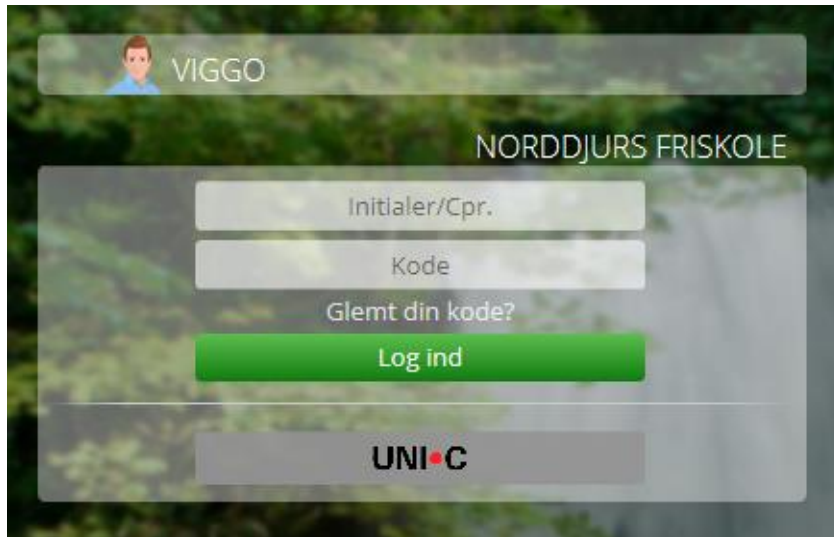 VIGGO
NORDDJURS FRISKOLE
Initialer/Cpr.
Kode
Glemt din kode?
Log ind
UNI•C